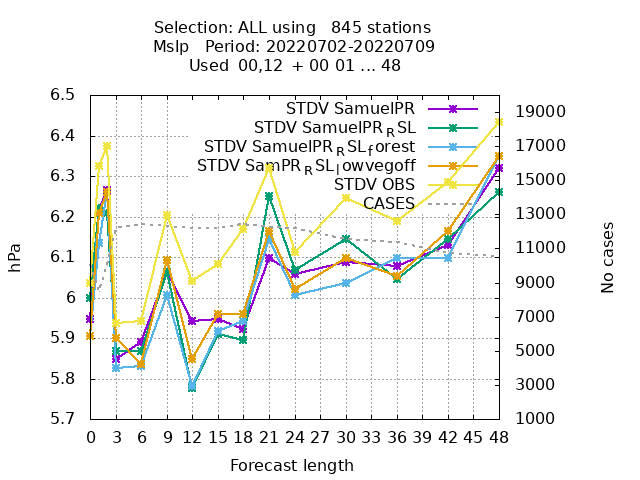 Selection: ALL using 845 stations
Mslp Period: 20220702-20220709
Used 00,12 + 00 01 ... 48
6.5
6.4
6.3
6.2
6.1
6
5.9
5.8
5.7
hPa
STDV SamuelPR
STDV SamuelPR_RSL
STDV SamuelPR_RSL_forest
STDV SamPR_RSL_lowvegoff
STDV OBS
CASES
19000
17000
15000
13000
11000
9000
7000
5000
3000
1000
No cases
0 3 6 9 12 15 18 21 24 27 30 33 36 39 42 45 48
Forecast length